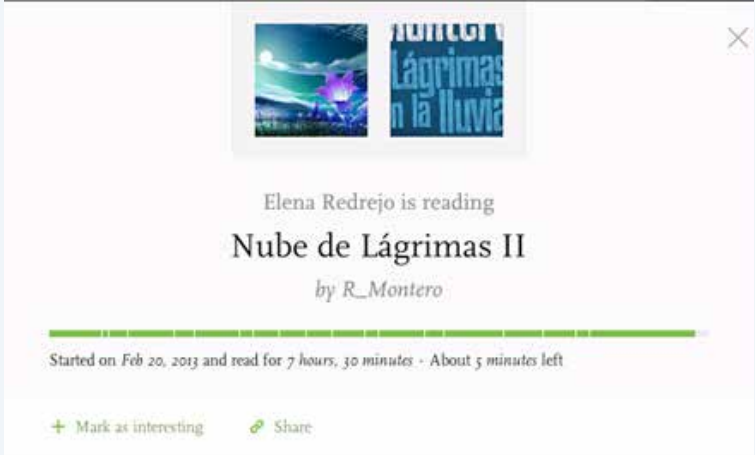 Lágrimas
n la lluvia
Elena Redrejo is reading
Nube de Lágrimas II
by R_Montero
Started on Feb 20, 2013 and read for 7 hours, 30 minutes - About 5 minutes left
+ Mark as interesting
Share